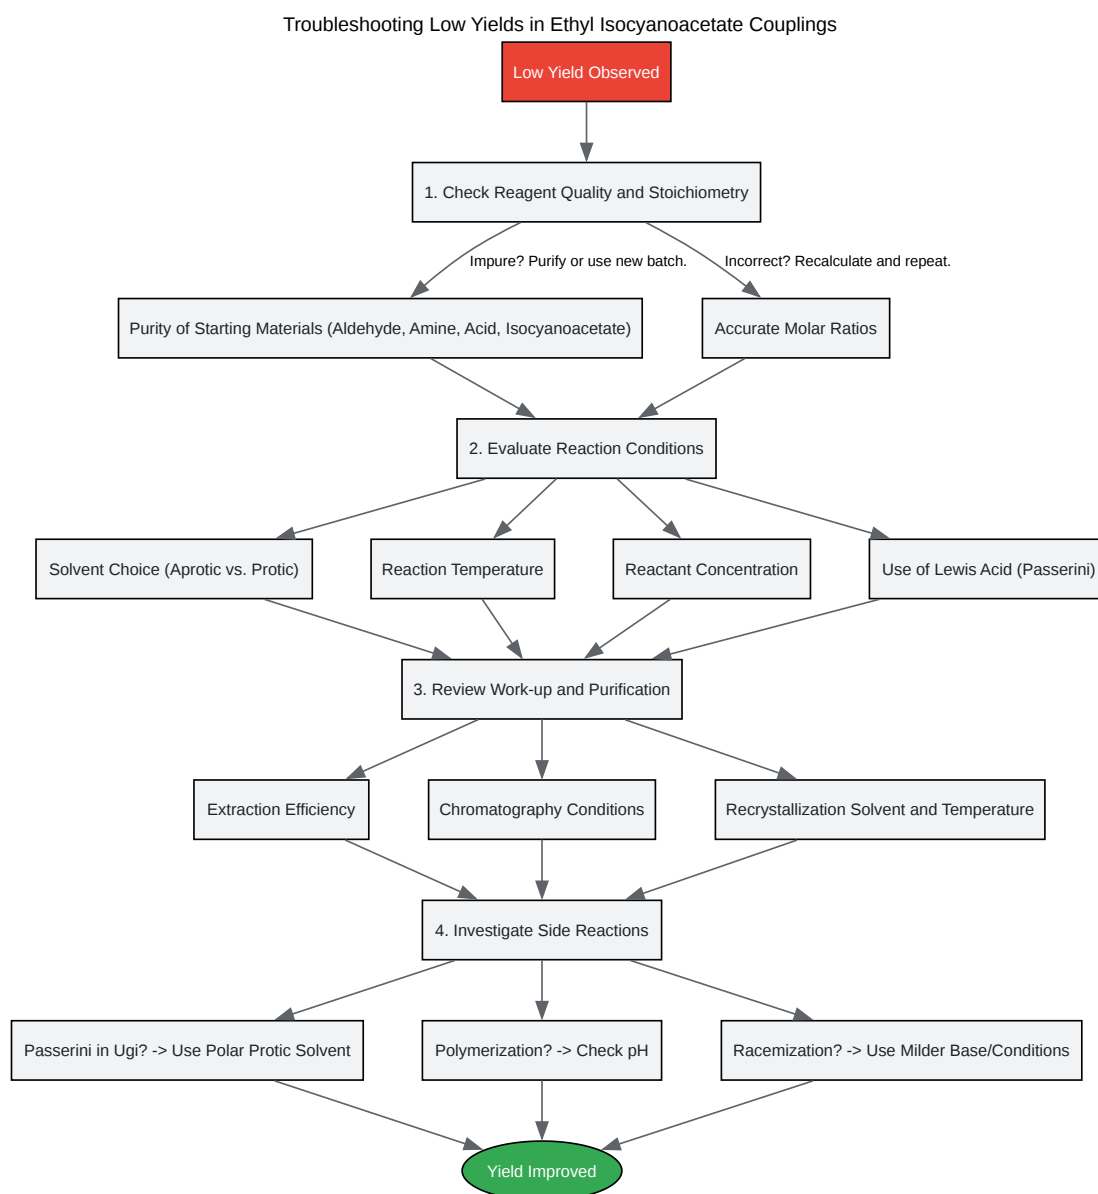 Troubleshooting Low Yields in Ethyl Isocyanoacetate Couplings
Low Yield Observed
1. Check Reagent Quality and Stoichiometry
Impure? Purify or use new batch.
Incorrect? Recalculate and repeat.
Purity of Starting Materials (Aldehyde, Amine, Acid, Isocyanoacetate)
Accurate Molar Ratios
2. Evaluate Reaction Conditions
Solvent Choice (Aprotic vs. Protic)
Reaction Temperature
Reactant Concentration
Use of Lewis Acid (Passerini)
3. Review Work-up and Purification
Extraction Efficiency
Chromatography Conditions
Recrystallization Solvent and Temperature
4. Investigate Side Reactions
Passerini in Ugi? -> Use Polar Protic Solvent
Polymerization? -> Check pH
Racemization? -> Use Milder Base/Conditions
Yield Improved